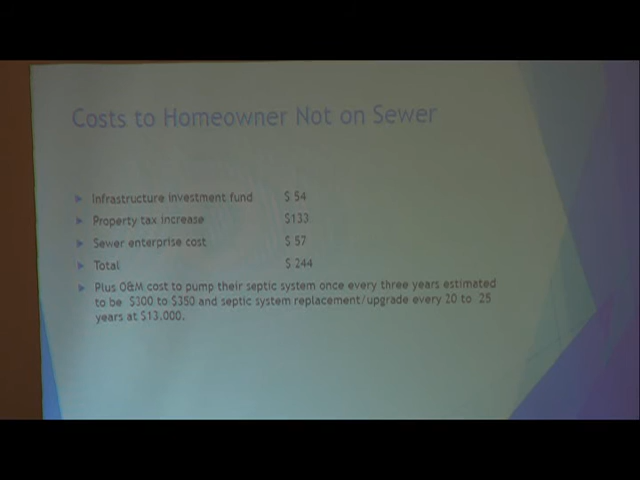 Costs to Homeowner Not on Sewer
Infrastructure investment fund $ 54
Property tax increase $133
Sewer enterprise cost $ 57
Total $ 244
Plus O&M cost to pump their septic system once every three years estimated
to be $300 to $350 and septic system replacement/upgrade every 20 to 25
years at $13,000.